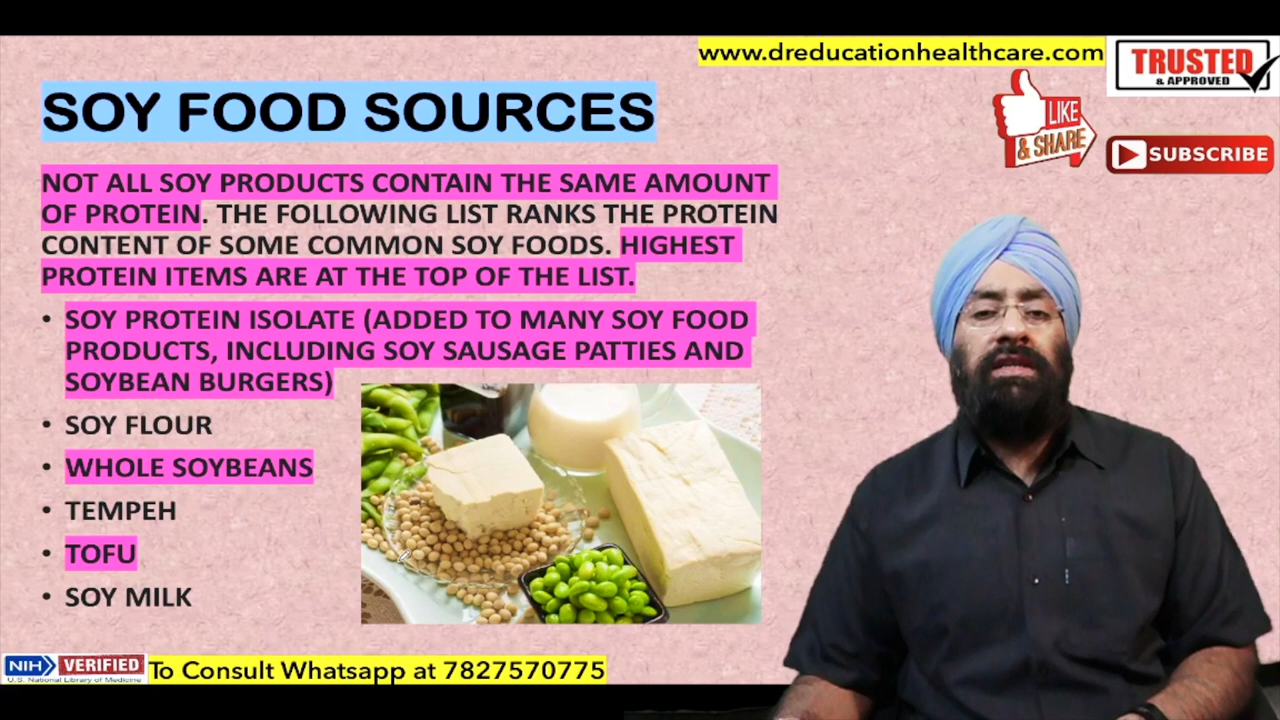 www.dreducationhealthcare.com
TRUSTED
& APPROVED
SOY FOOD SOURCES
LIKE
& SHARE
SUBSCRIBE
NOT ALL SOY PRODUCTS CONTAIN THE SAME AMOUNT
OF PROTEIN. THE FOLLOWING LIST RANKS THE PROTEIN
CONTENT OF SOME COMMON SOY FOODS. HIGHEST
PROTEIN ITEMS ARE AT THE TOP OF THE LIST.
• SOY PROTEIN ISOLATE (ADDED TO MANY SOY FOOD
PRODUCTS, INCLUDING SOY SAUSAGE PATTIES AND
SOYBEAN BURGERS)
• SOY FLOUR
• WHOLE SOYBEANS
• TEMPEH
• TOFU
• SOY MILK
NIH VERIFIED
U.S. National Library of Medicine
To Consult Whatsapp at 7827570775